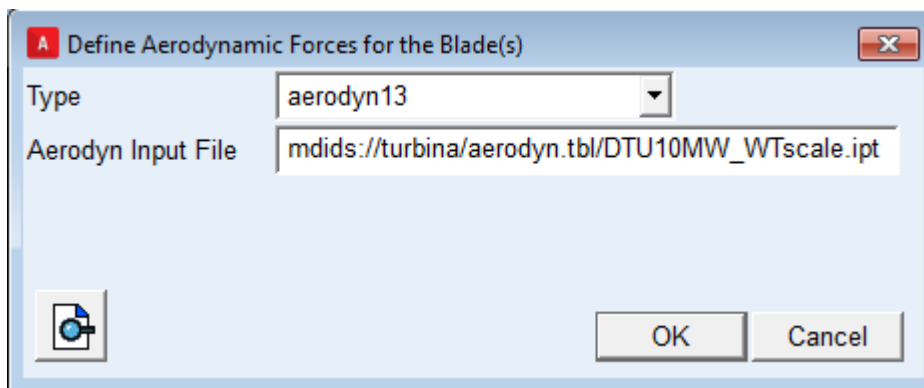 A Define Aerodynamic Forces for the Blade(s)
Type aerodyn13
Aerodyn Input File mdids://turbina/aerodyn.tbl/DTU10MW_WTscale.ipt
OK Cancel